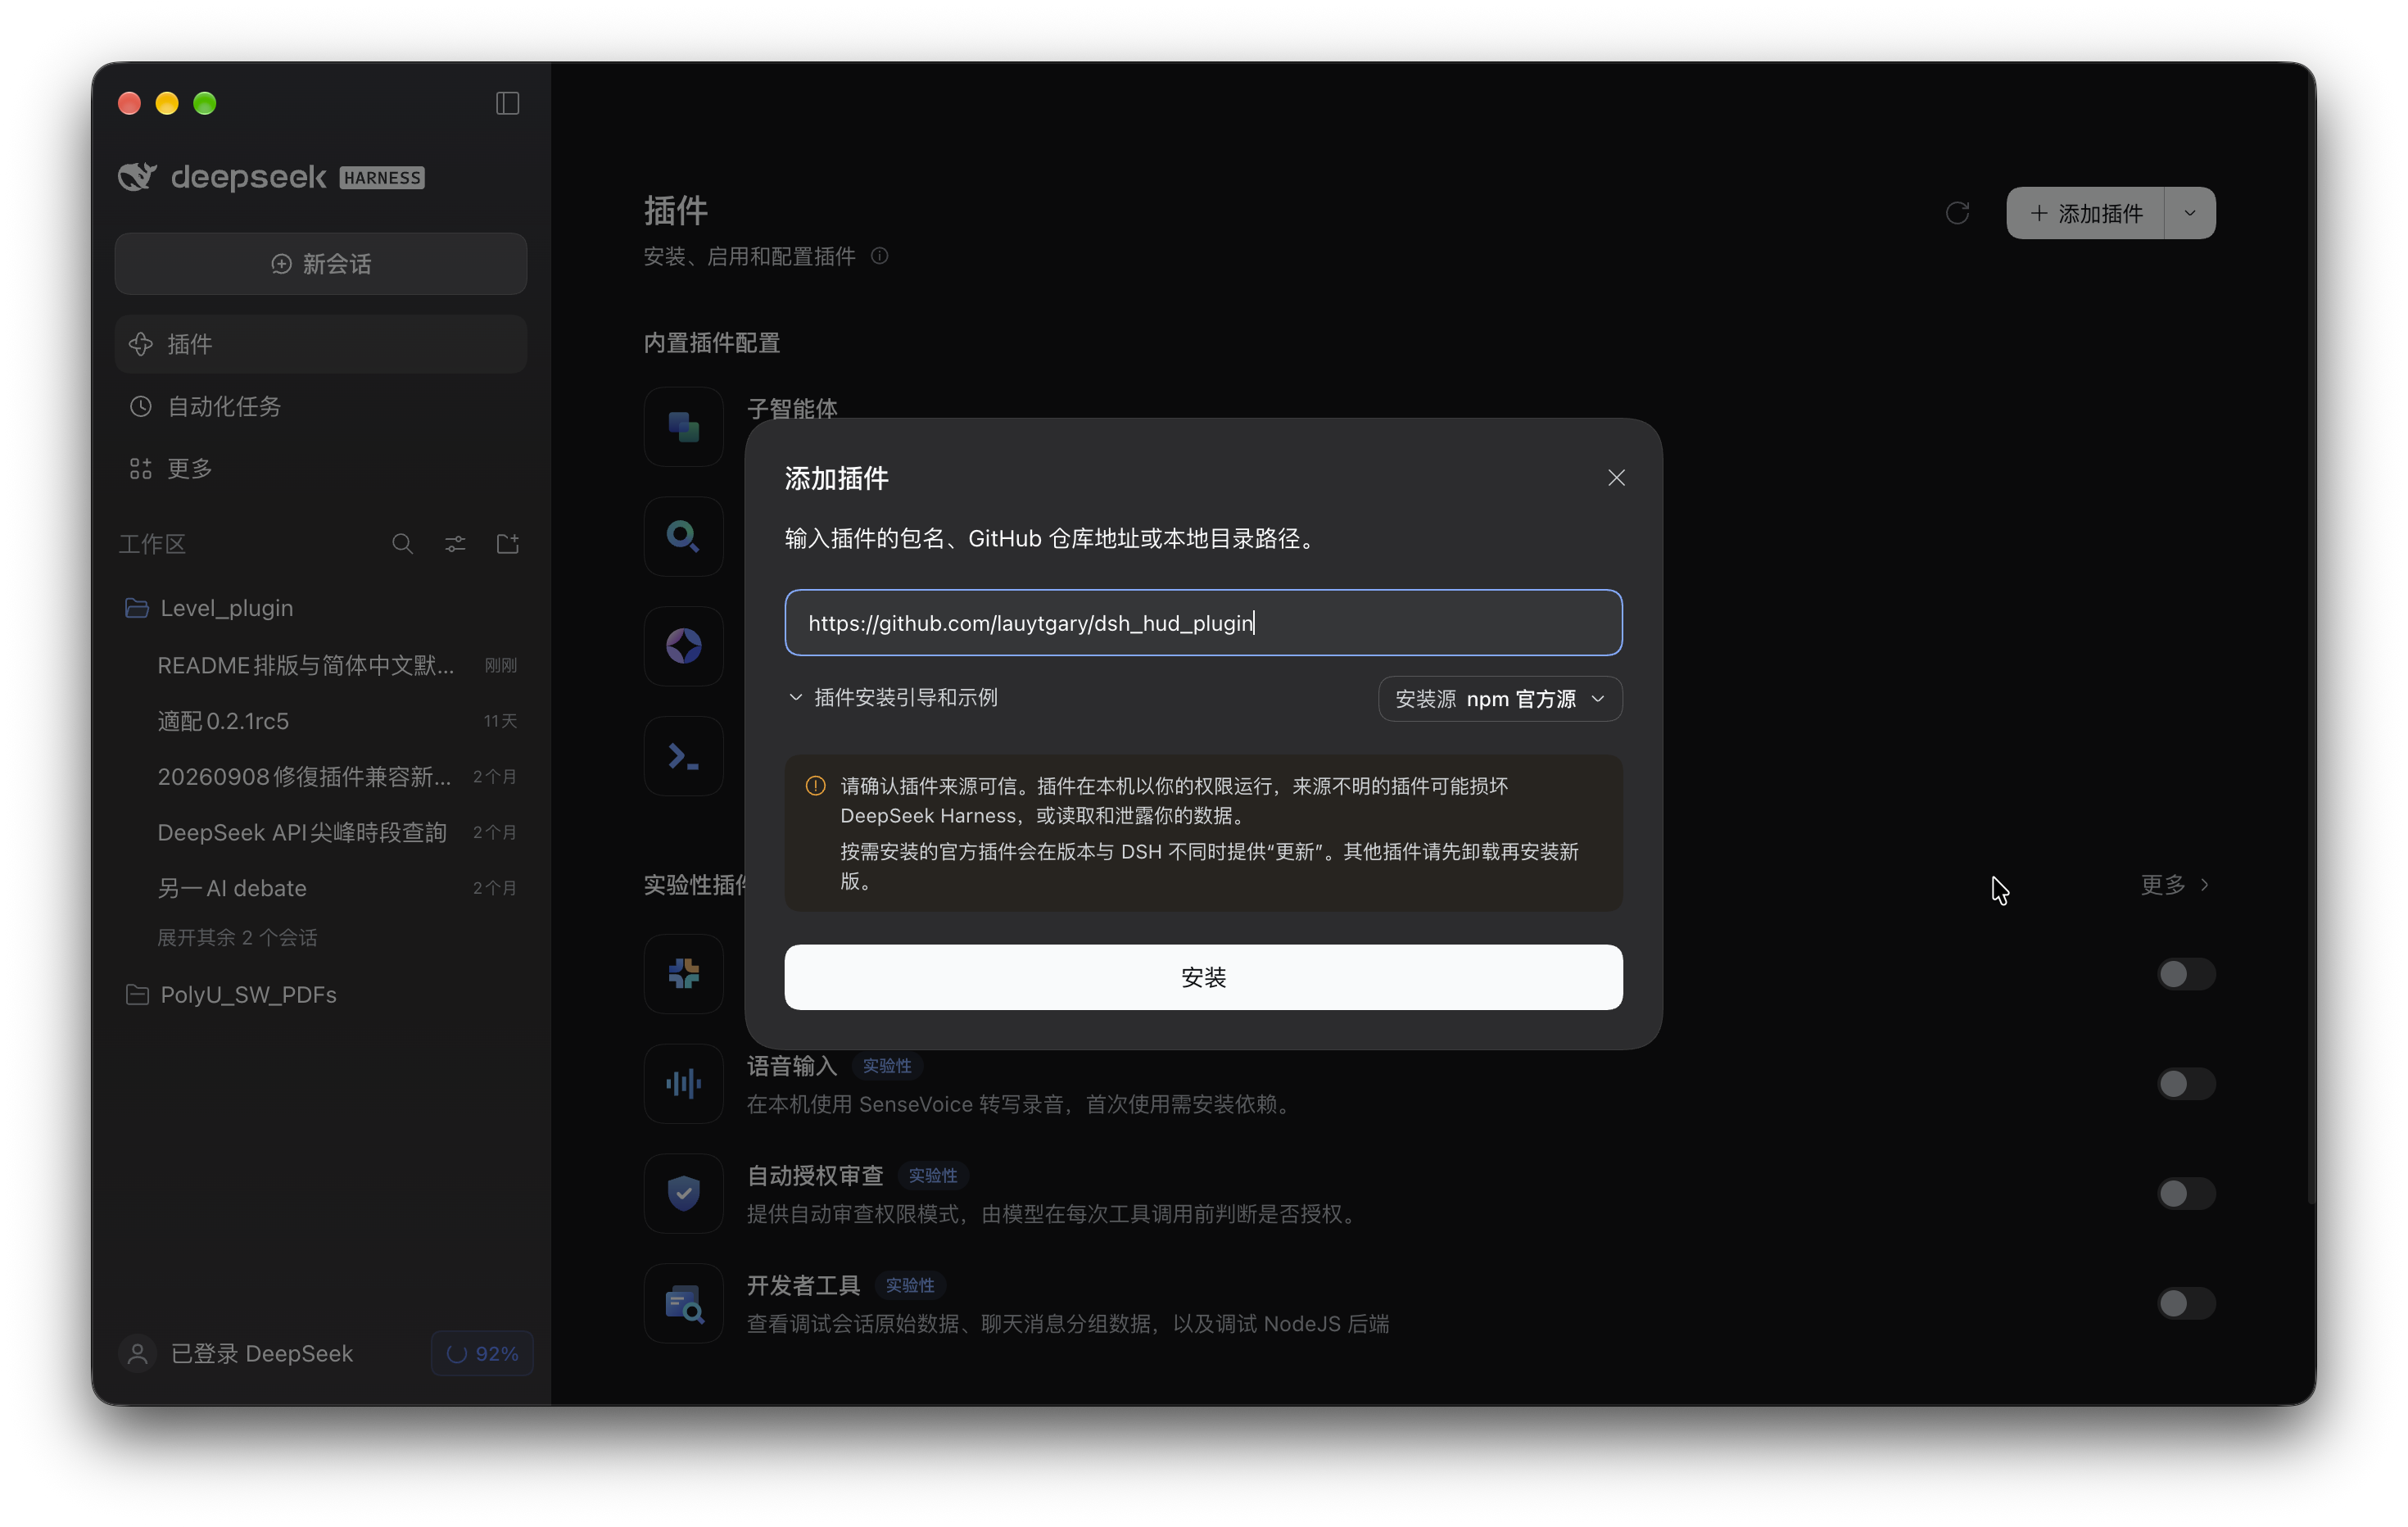 deepseek HARNESS
新会话
插件
自动化任务
更多
工作区
Level_plugin
README排版与简体中文默... 刚刚
適配0.2.1rc5 11天
20260908修復插件兼容新... 2个月
DeepSeek API尖峰時段查詢 2个月
另一AI debate 2个月
展开其余 2 个会话
PolyU_SW_PDFs
已登录 DeepSeek 92%
插件
安装、启用和配置插件
添加插件
内置插件配置
子智能体
添加插件
输入插件的包名、GitHub 仓库地址或本地目录路径。
https://github.com/lauytgary/dsh_hud_plugin
插件安装引导和示例
安装源 npm 官方源
请确认插件来源可信。插件在本机以你的权限运行，来源不明的插件可能损坏
DeepSeek Harness，或读取和泄露你的数据。
按需安装的官方插件会在版本与 DSH 不同时提供“更新”。其他插件请先卸载再安装新
版。
安装
实验性插件
更多
语音输入 实验性
在本机使用 SenseVoice 转写录音，首次使用需安装依赖。
自动授权审查 实验性
提供自动审查权限模式，由模型在每次工具调用前判断是否授权。
开发者工具 实验性
查看调试会话原始数据、聊天消息分组数据，以及调试 NodeJS 后端